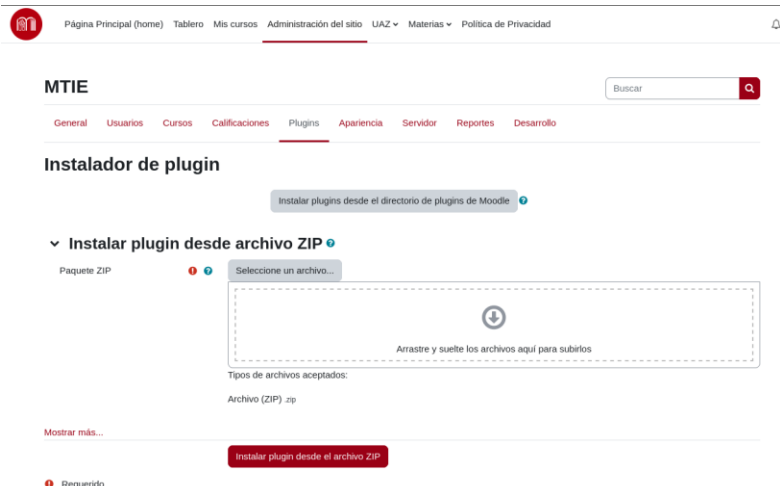 Página Principal (home) Tablero Mis cursos Administración del sitio UAZ Materias Política de Privacidad
MTIE
Buscar
General Usuarios Cursos Calificaciones Plugins Apariencia Servidor Reportes Desarrollo
Instalador de plugin
Instalar plugins desde el directorio de plugins de Moodle
Instalar plugin desde archivo ZIP
Paquete ZIP
Seleccione un archivo...
Arrastre y suelte los archivos aquí para subirlos
Tipos de archivos aceptados:
Archivo (ZIP) .zip
Mostrar más...
Instalar plugin desde el archivo ZIP
Requerido